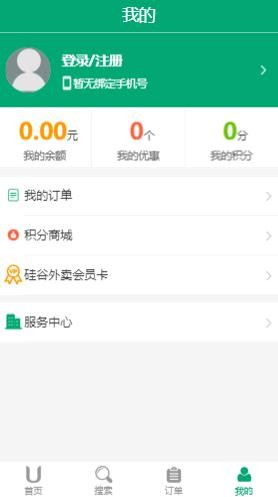 我的
登录/注册
暂无绑定手机号
0.00元
0个
0分
我的余额
我的优惠
我的积分
我的订单
积分商城
VIP
硅谷外卖会员卡
服务中心
首页
搜索
订单
我的